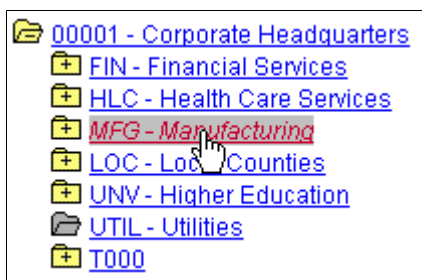 00001 - Corporate Headquarters
FIN - Financial Services
HLC - Health Care Services
MFG - Manufacturing
LOC - Local Counties
UNV - Higher Education
UTIL - Utilities
T000